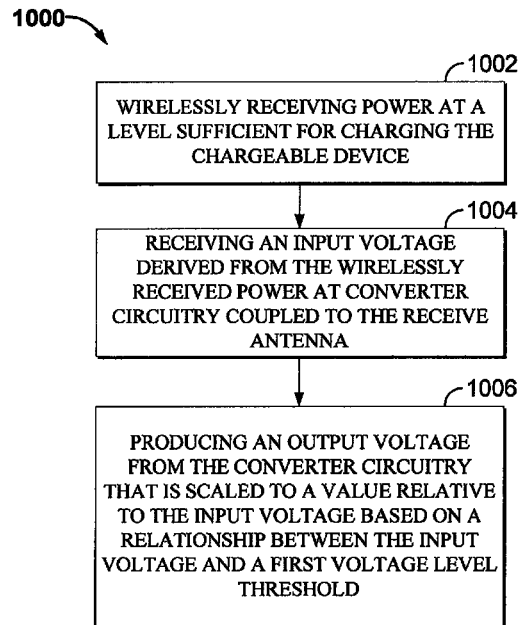 1000
1002
WIRELESSLY RECEIVING POWER AT A
LEVEL SUFFICIENT FOR CHARGING THE
CHARGEABLE DEVICE
1004
RECEIVING AN INPUT VOLTAGE
DERIVED FROM THE WIRELESSLY
RECEIVED POWER AT CONVERTER
CIRCUITRY COUPLED TO THE RECEIVE
ANTENNA
1006
PRODUCING AN OUTPUT VOLTAGE
FROM THE CONVERTER CIRCUITRY
THAT IS SCALED TO A VALUE RELATIVE
TO THE INPUT VOLTAGE BASED ON A
RELATIONSHIP BETWEEN THE INPUT
VOLTAGE AND A FIRST VOLTAGE LEVEL
THRESHOLD